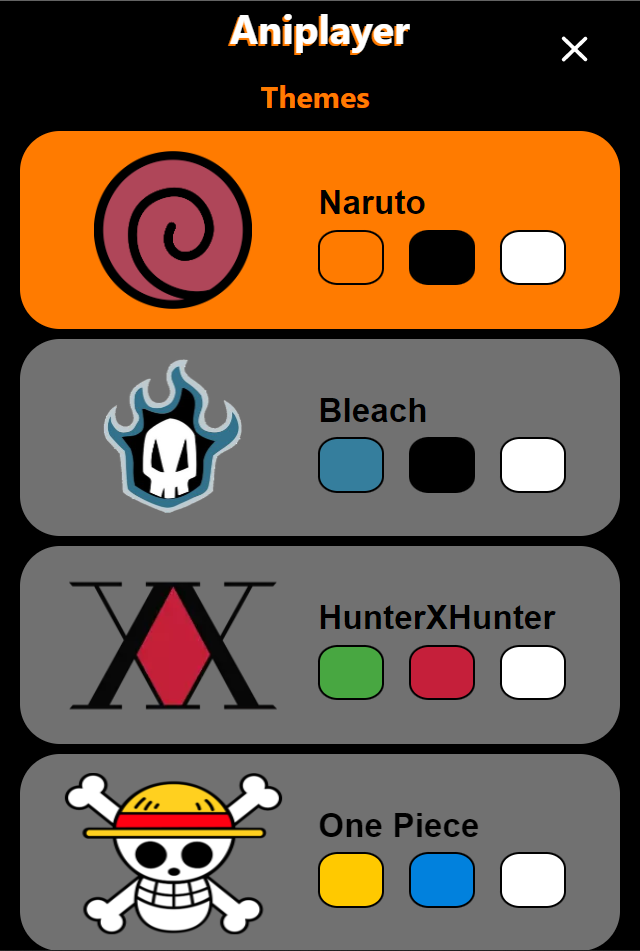 Aniplayer
Themes
Naruto
Bleach
HunterXHunter
One Piece